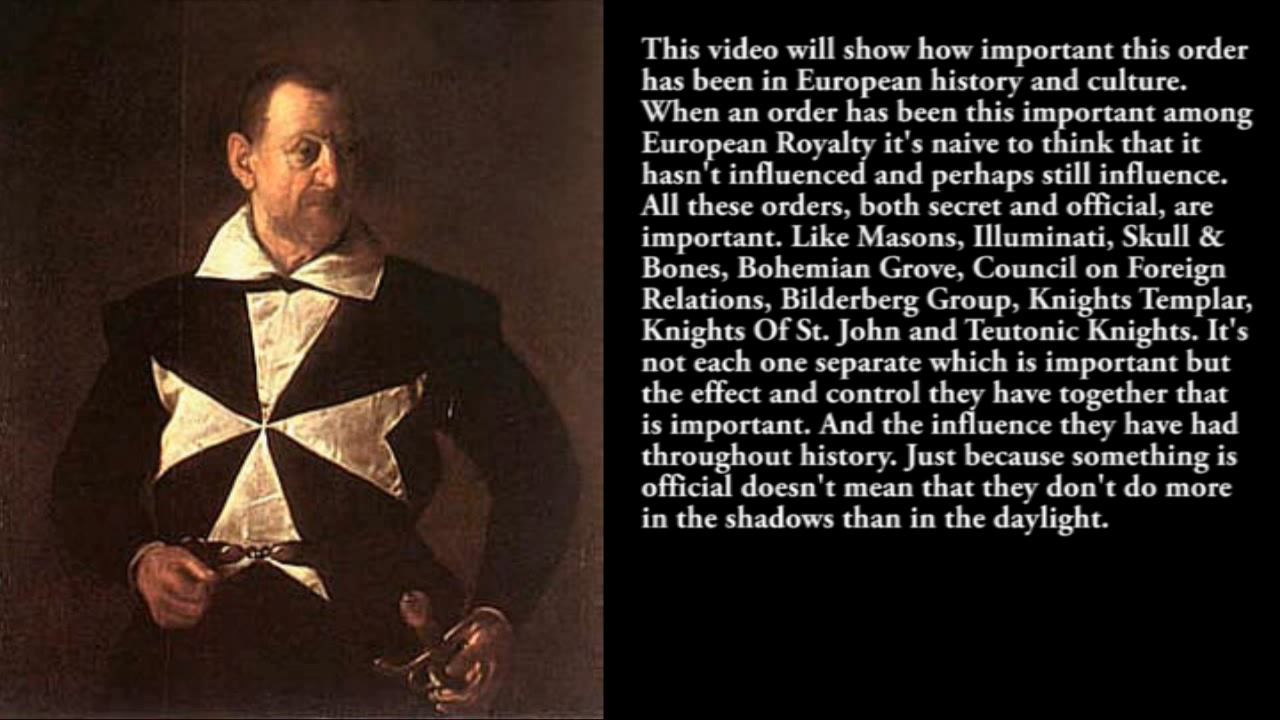 This video will show how important this order
has been in European history and culture.
When an order has been this important among
European Royalty it's naive to think that it
hasn't influenced and perhaps still influence.
All these orders, both secret and official, are
important. Like Masons, Illuminati, Skull &
Bones, Bohemian Grove, Council on Foreign
Relations, Bilderberg Group, Knights Templar,
Knights Of St. John and Teutonic Knights. It's
not each one separate which is important but
the effect and control they have together that
is important. And the influence they have had
throughout history. Just because something is
official doesn't mean that they don't do more
in the shadows than in the daylight.